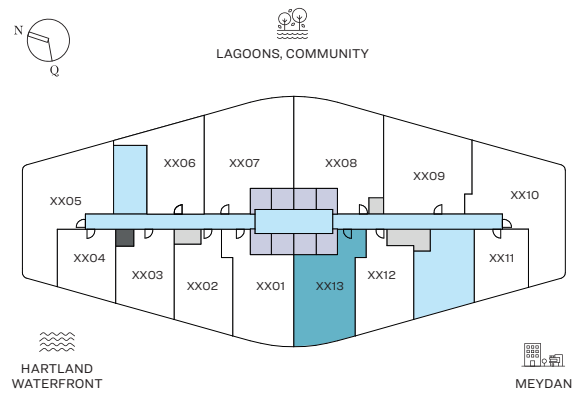 N
Q
LAGOONS, COMMUNITY
XX06
XX07
XX08
XX09
XX05
XX10
XX04
XX03
XX02
XX01
XX13
XX12
XX11
HARTLAND
WATERFRONT
MEYDAN